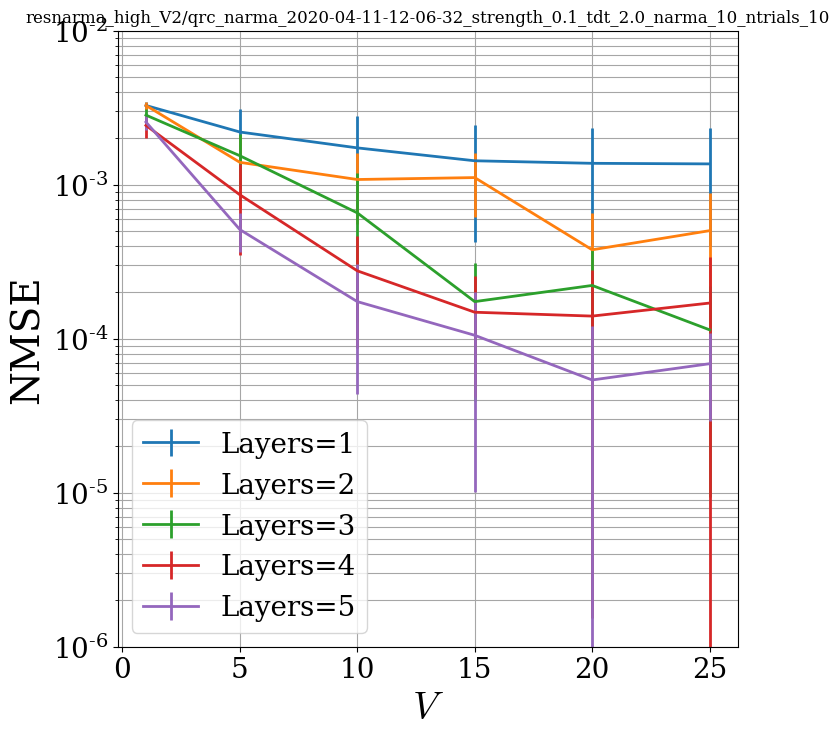 resnarma_high_V2/qrc_narma_2020-04-11-12-06-32_strength_0.1_tdt_2.0_narma_10_ntrials_10
10-2
10-3
10-4
10-5
10-6
NMSE
Layers=1
Layers=2
Layers=3
Layers=4
Layers=5
0 5 10 15 20 25
V